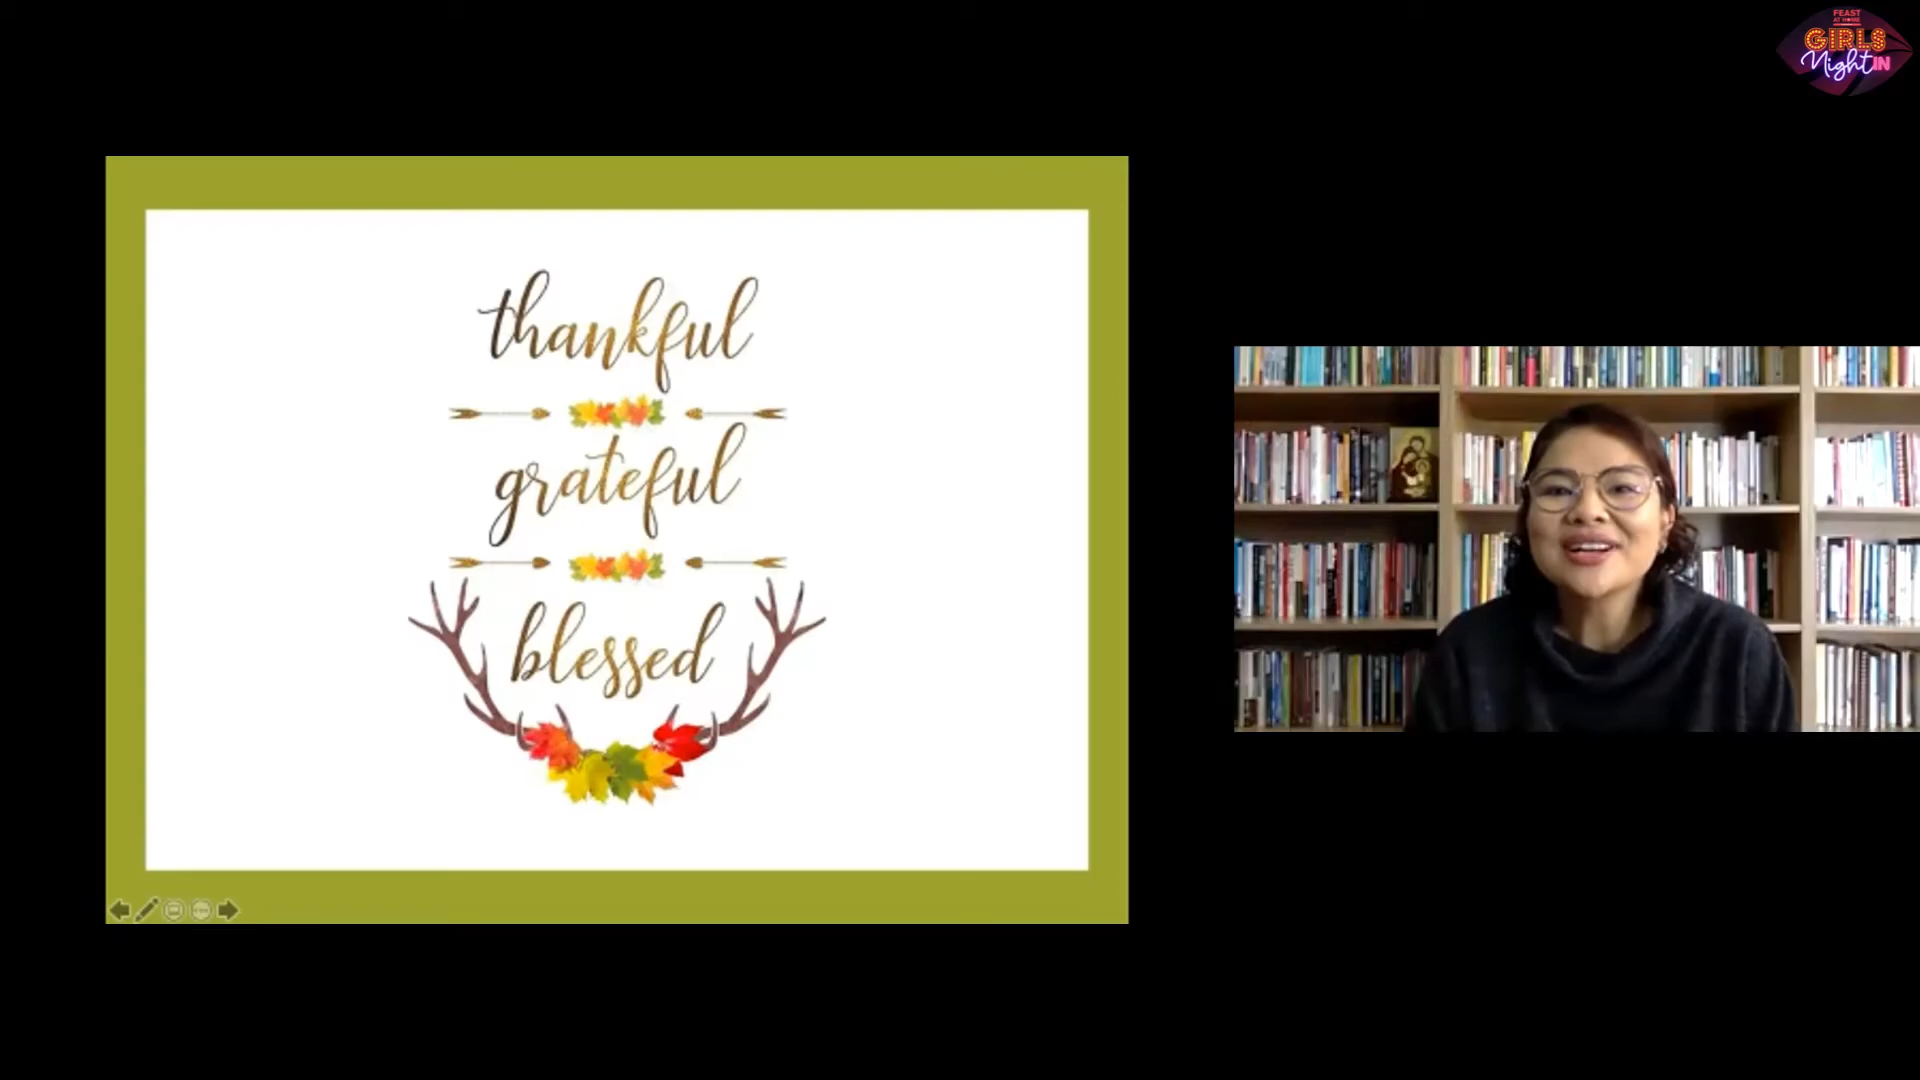 FEAST
AT HOME
GIRLS
Night IN
thankful
grateful
blessed